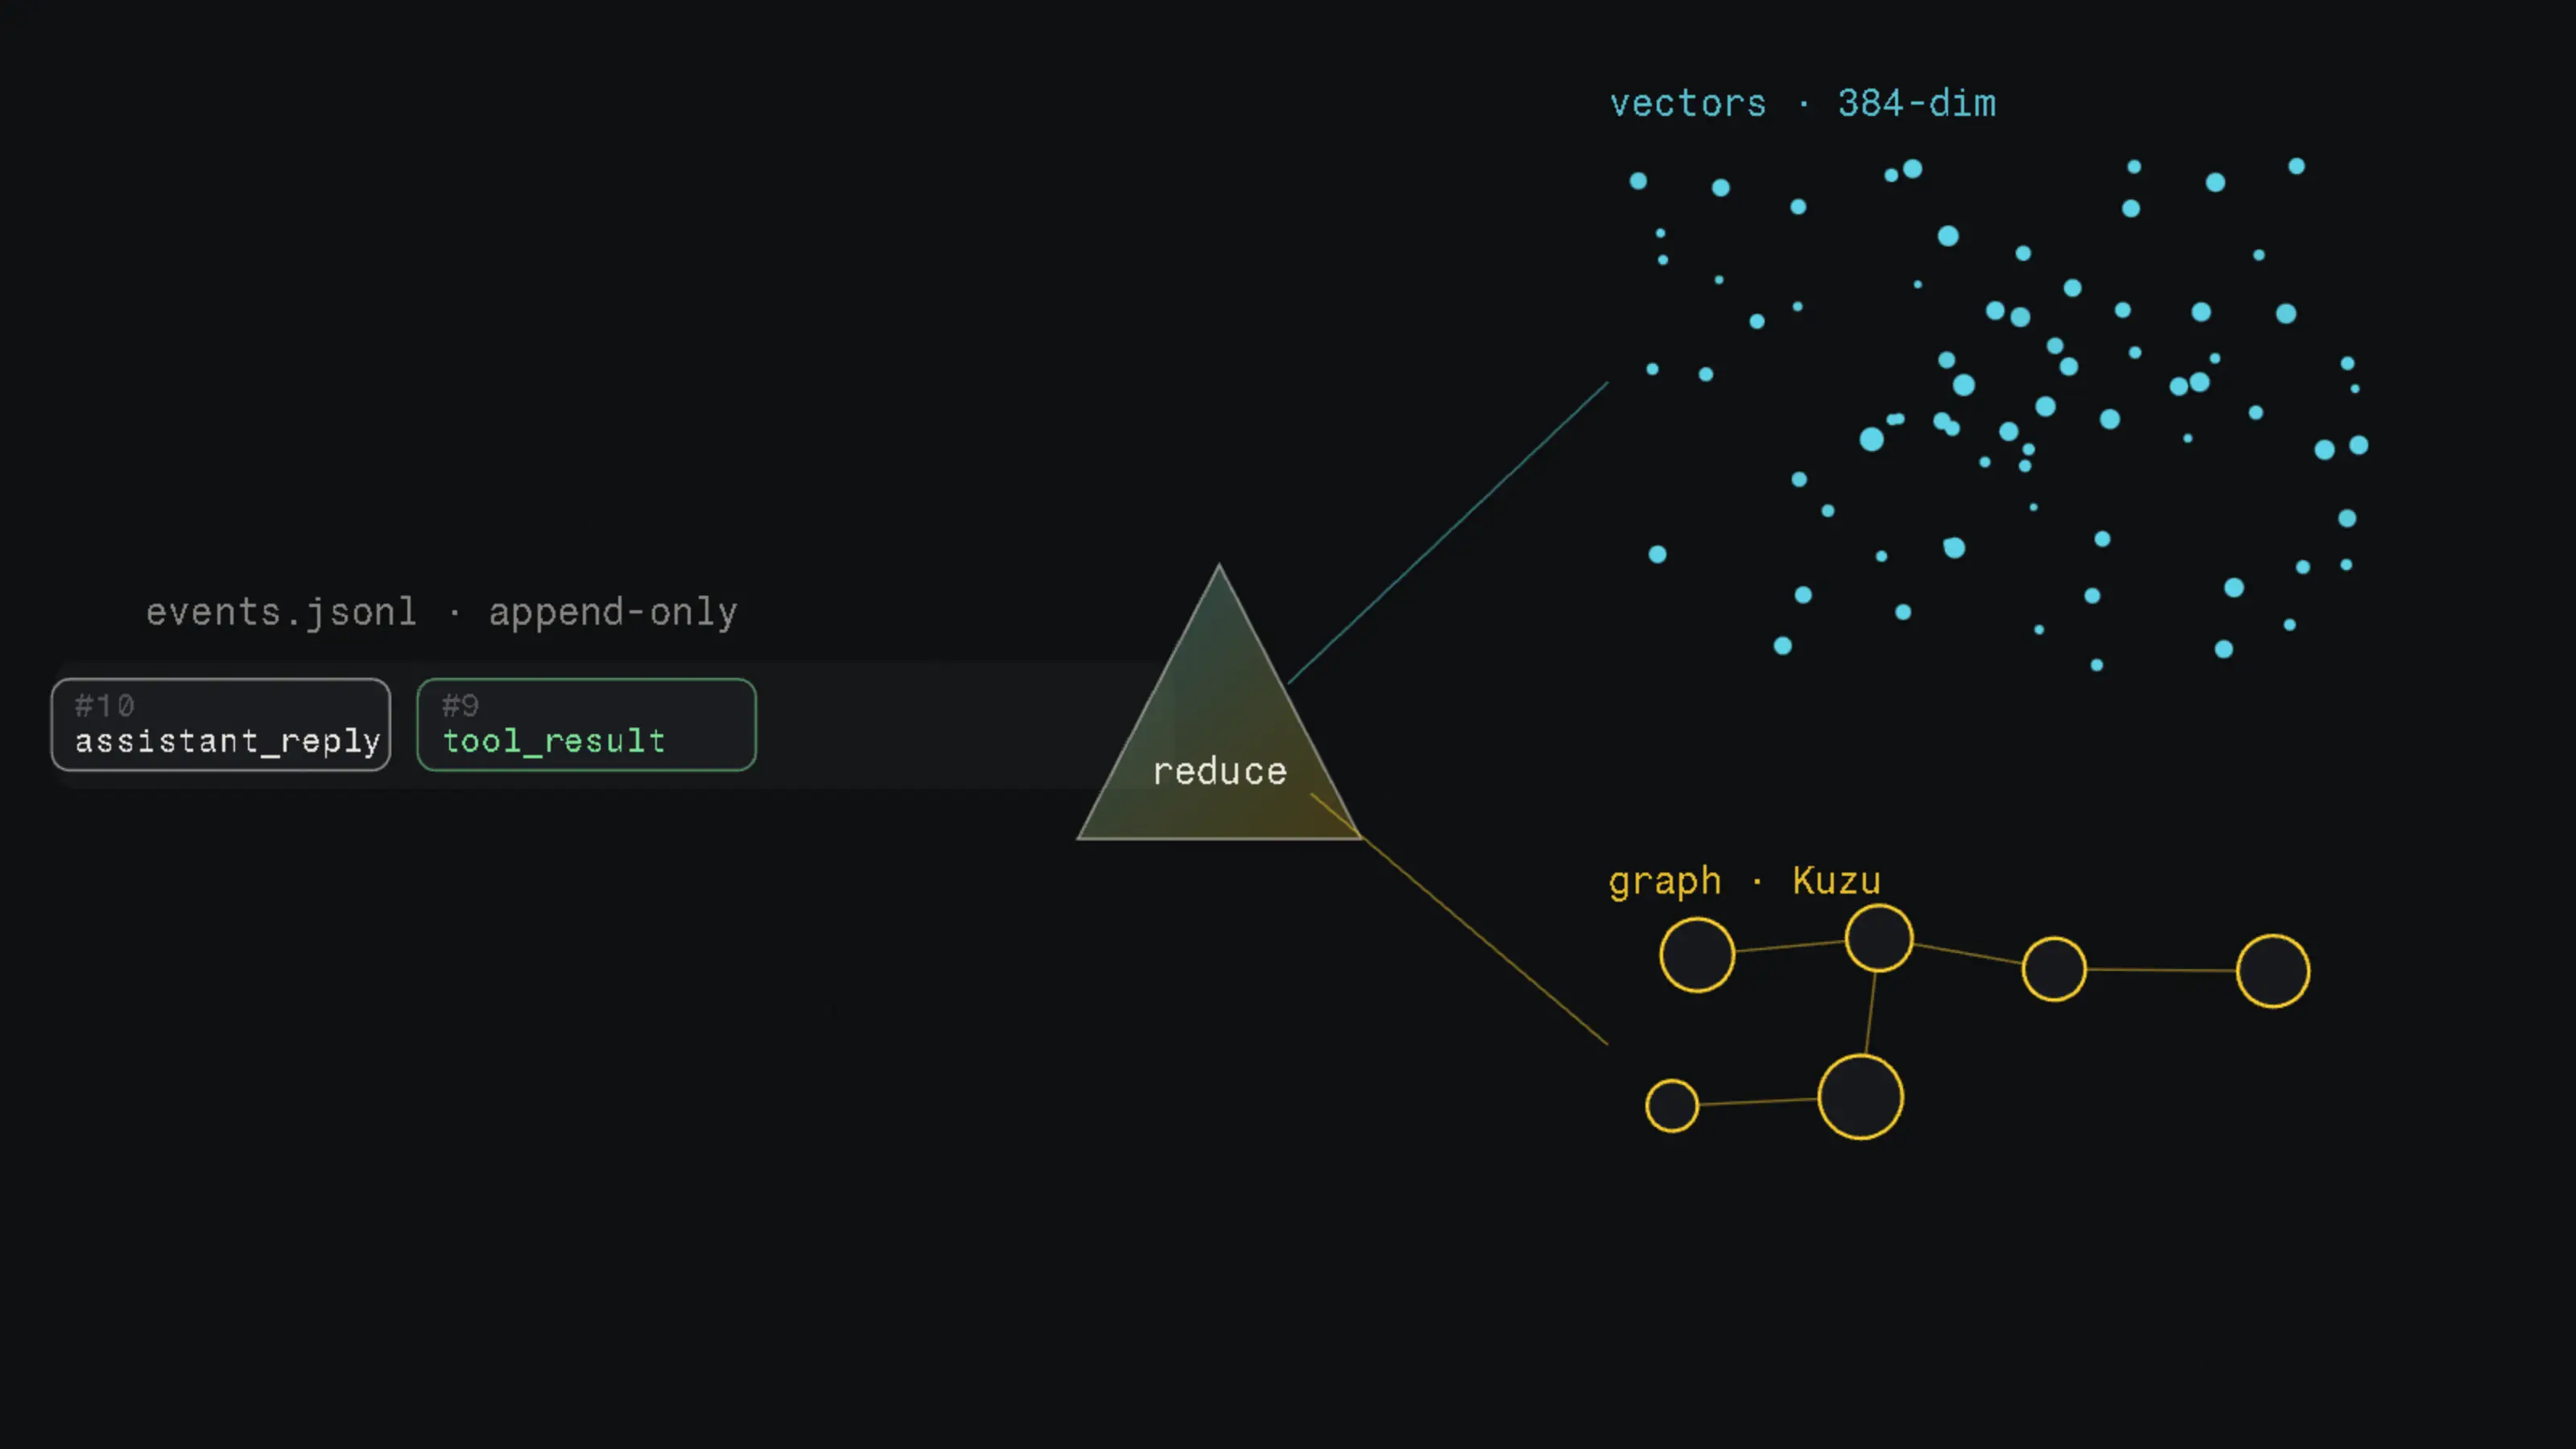 vectors · 384-dim
events.jsonl · append-only
#10
assistant_reply
#9
tool_result
reduce
graph · Kuzu